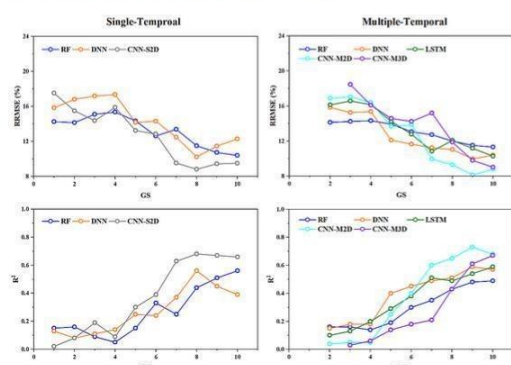 Single-Temproal
Multiple-Temporal
24
20
16
12
8
RRMSE (%)
RF DNN CNN-S2D
0 2 4 6 8 10
GS
24
20
16
12
8
RRMSE (%)
RF DNN LSTM
CNN-M2D CNN-M3D
0 2 4 6 8 10
GS
1.0
0.8
0.6
0.4
0.2
0.0
R²
RF DNN CNN-S2D
0 2 4 6 8 10
1.0
0.8
0.6
0.4
0.2
0.0
R²
RF DNN LSTM
CNN-M2D CNN-M3D
0 2 4 6 8 10